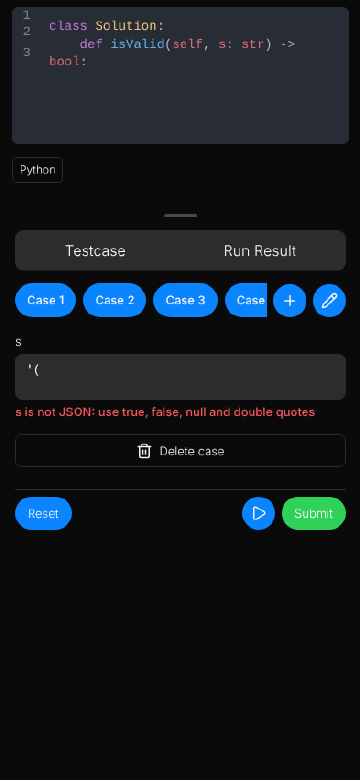 1
class Solution:
2
def isValid(self, s: str) ->
bool:
3
Python
Testcase Run Result
Case 1 Case 2 Case 3 Case
s
'(
s is not JSON: use true, false, null and double quotes
Delete case
Reset Submit